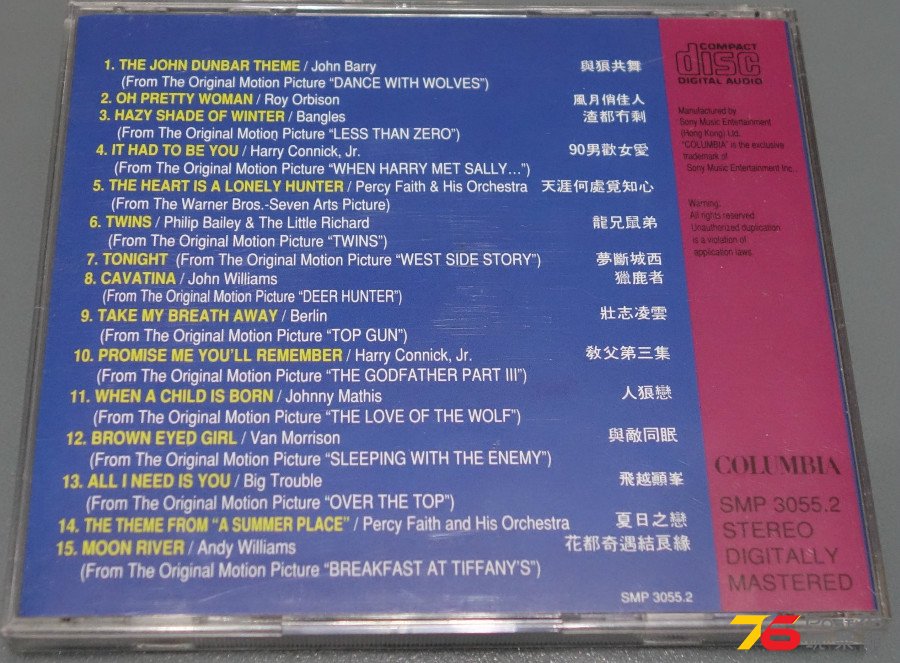 1. THE JOHN DUNBAR THEME / John Barry 與狼共舞
(From The Original Motion Picture “DANCE WITH WOLVES”)
2. OH PRETTY WOMAN / Roy Orbison 風月俏佳人
3. HAZY SHADE OF WINTER / Bangles 渣都冇剩
(From The Original Motion Picture “LESS THAN ZERO”)
4. IT HAD TO BE YOU / Harry Connick, Jr. 90男歡女愛
(From The Original Motion Picture “WHEN HARRY MET SALLY...”)
5. THE HEART IS A LONELY HUNTER / Percy Faith & His Orchestra 天涯何處覓知心
(From The Warner Bros.-Seven Arts Picture)
6. TWINS / Philip Bailey & The Little Richard 龍兄鼠弟
(From The Original Motion Picture “TWINS”)
7. TONIGHT (From The Original Motion Picture “WEST SIDE STORY”) 夢斷城西
8. CAVATINA / John Williams 獵鹿者
(From The Original Motion Picture “DEER HUNTER”)
9. TAKE MY BREATH AWAY / Berlin 壯志凌雲
(From The Original Motion Picture “TOP GUN”)
10. PROMISE ME YOU’LL REMEMBER / Harry Connick, Jr. 教父第三集
(From The Original Motion Picture “THE GODFATHER PART III”)
11. WHEN A CHILD IS BORN / Johnny Mathis 人狼戀
(From The Original Motion Picture “THE LOVE OF THE WOLF”)
12. BROWN EYED GIRL / Van Morrison 與敵同眠
(From The Original Motion Picture “SLEEPING WITH THE ENEMY”)
13. ALL I NEED IS YOU / Big Trouble 飛越顛峯
(From The Original Motion Picture “OVER THE TOP”)
14. THE THEME FROM “A SUMMER PLACE” / Percy Faith and His Orchestra 夏日之戀
15. MOON RIVER / Andy Williams 花都奇遇結良緣
(From The Original Motion Picture “BREAKFAST AT TIFFANY’S”)
SMP 3055.2
COMPACT
disc
DIGITAL AUDIO
Manufactured by
Sony Music Entertainment
(Hong Kong) Ltd.
“COLUMBIA” is the exclusive
trademark of
Sony Music Entertainment Inc.,
Warning:
All rights reserved
Unauthorized duplication
is a violation of
application laws.
COLUMBIA
SMP 3055.2
STEREO
DIGITALLY
MASTERED
76